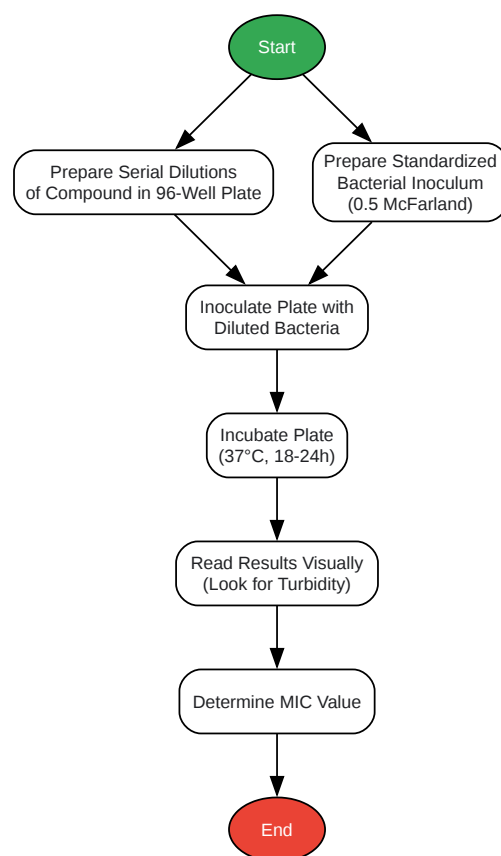 Start
Prepare Serial Dilutions
of Compound in 96-Well Plate
Prepare Standardized
Bacterial Inoculum
(0.5 McFarland)
Inoculate Plate with
Diluted Bacteria
Incubate Plate
(37°C, 18-24h)
Read Results Visually
(Look for Turbidity)
Determine MIC Value
End